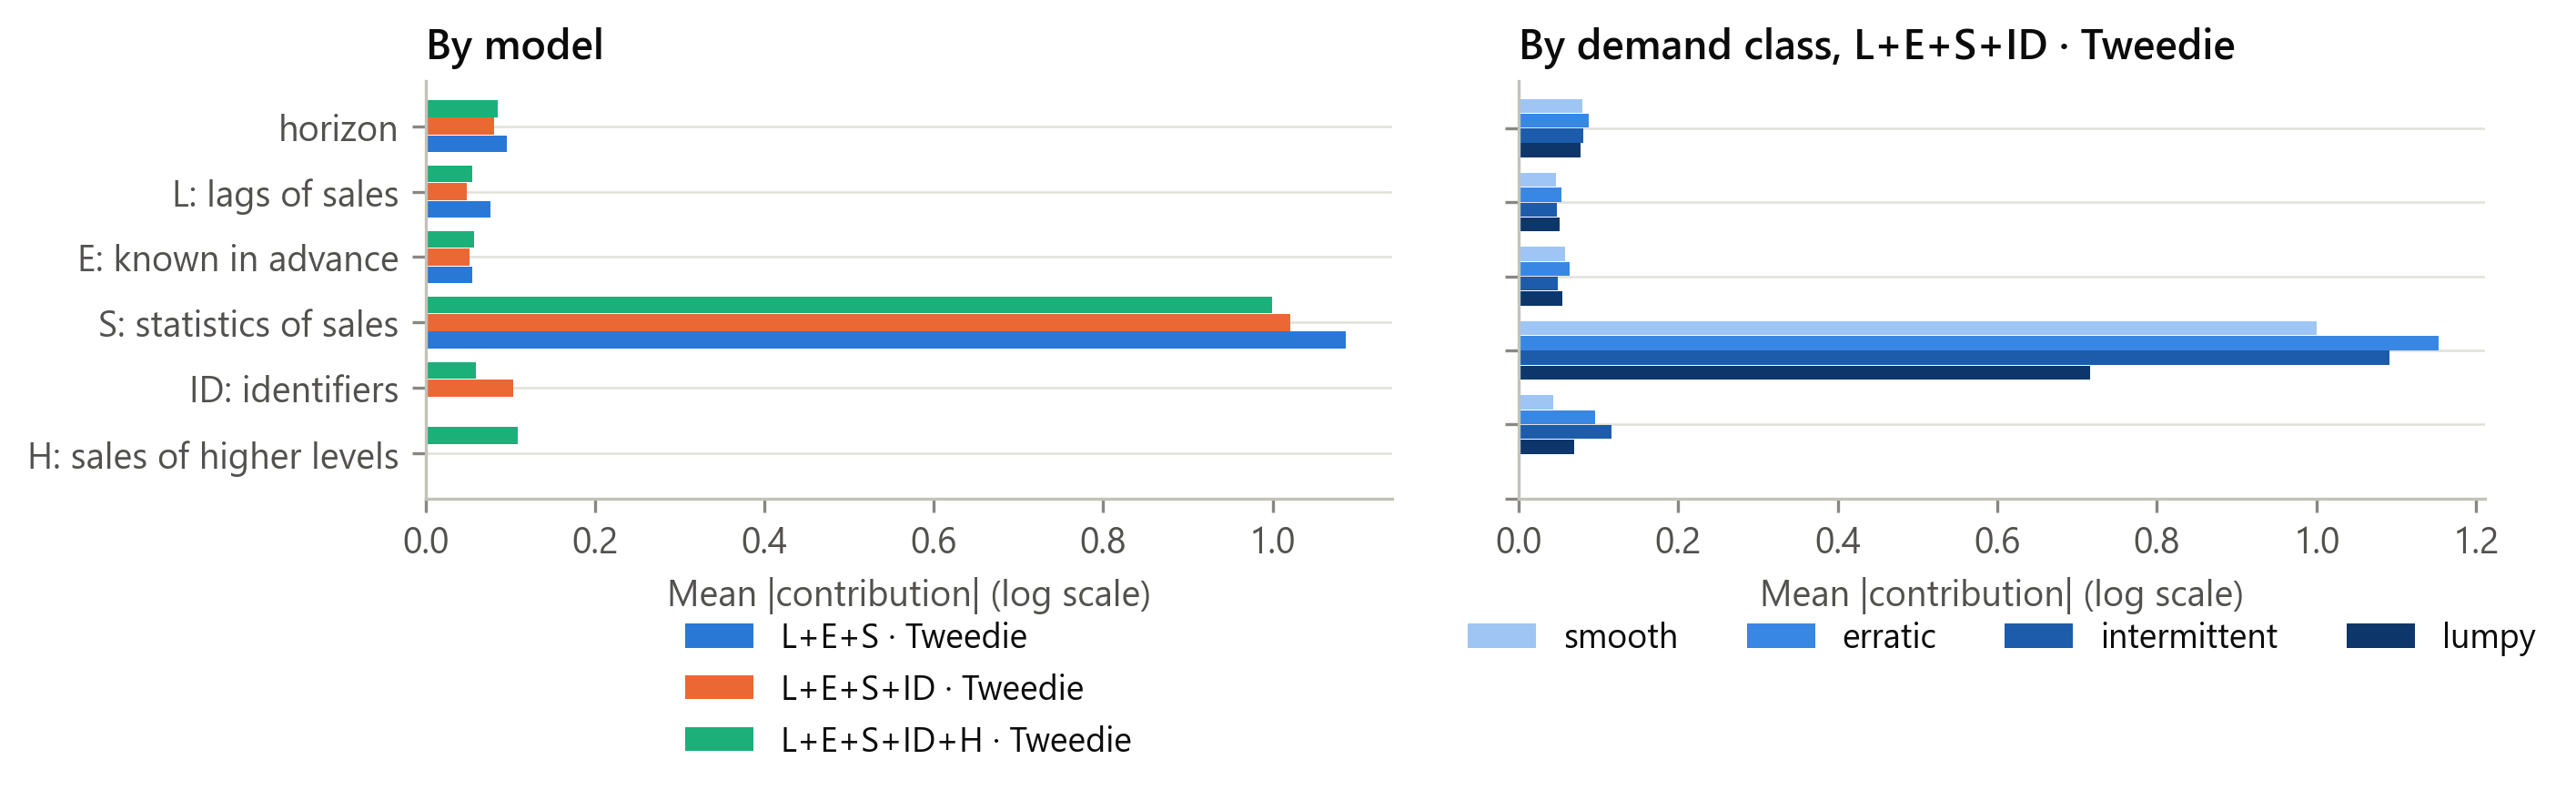 By model
horizon
L: lags of sales
E: known in advance
S: statistics of sales
ID: identifiers
H: sales of higher levels
0.0 0.2 0.4 0.6 0.8 1.0
Mean |contribution| (log scale)
L+E+S · Tweedie
L+E+S+ID · Tweedie
L+E+S+ID+H · Tweedie
By demand class, L+E+S+ID · Tweedie
0.0 0.2 0.4 0.6 0.8 1.0 1.2
Mean |contribution| (log scale)
smooth erratic intermittent lumpy